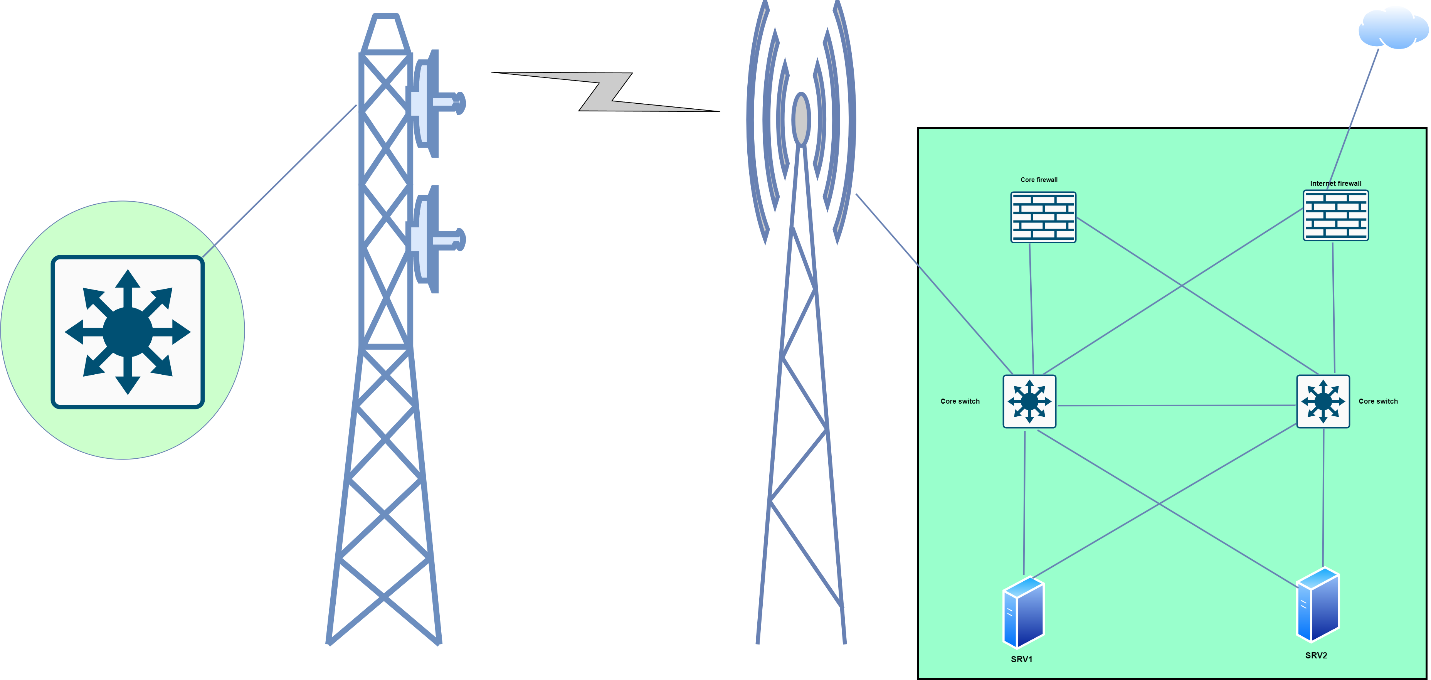 Core firewall
Internet firewall
Core switch
Core switch
SRV1
SRV2